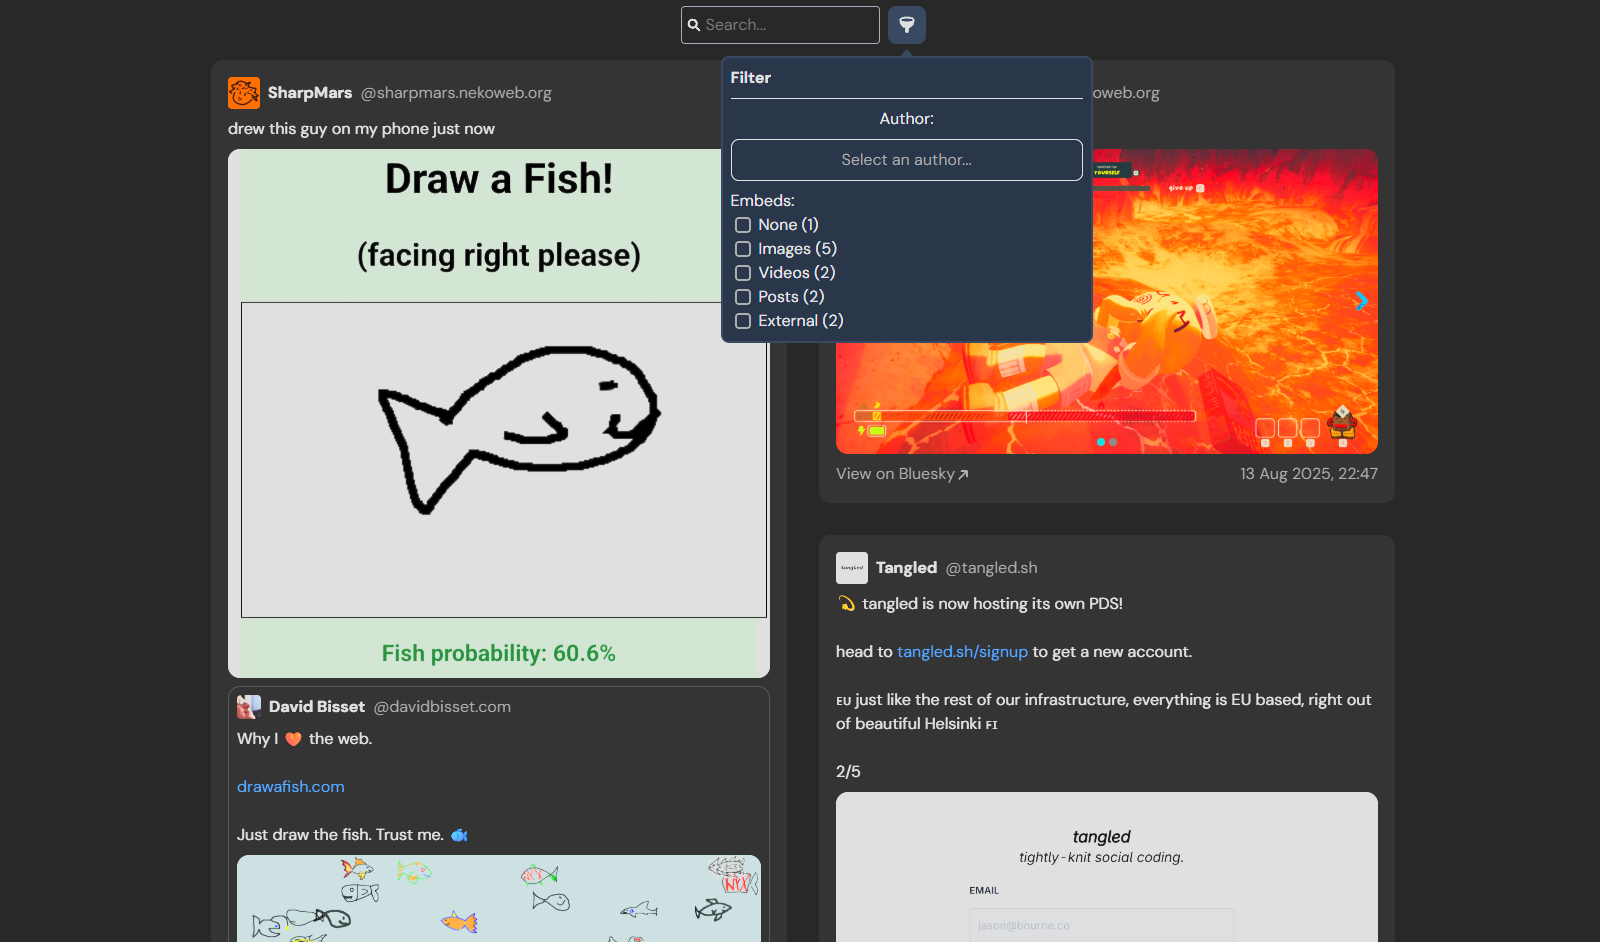 Search...
Filter
Author:
Select an author...
Embeds:
None (1)
Images (5)
Videos (2)
Posts (2)
External (2)
SharpMars @sharpmars.nekoweb.org
drew this guy on my phone just now
Draw a Fish!
(facing right please)
Fish probability: 60.6%
David Bisset @davidbisset.com
Why I 🧡 the web.
drawafish.com
Just draw the fish. Trust me. 🐟
oweb.org
YOURSELF
give up
View on Bluesky
13 Aug 2025, 22:47
tangled
Tangled @tangled.sh
💫 tangled is now hosting its own PDS!
head to tangled.sh/signup to get a new account.
🇪🇺 just like the rest of our infrastructure, everything is EU based, right out
of beautiful Helsinki 🇫🇮
2/5
tangled
tightly-knit social coding.
EMAIL
jason@bourne.co